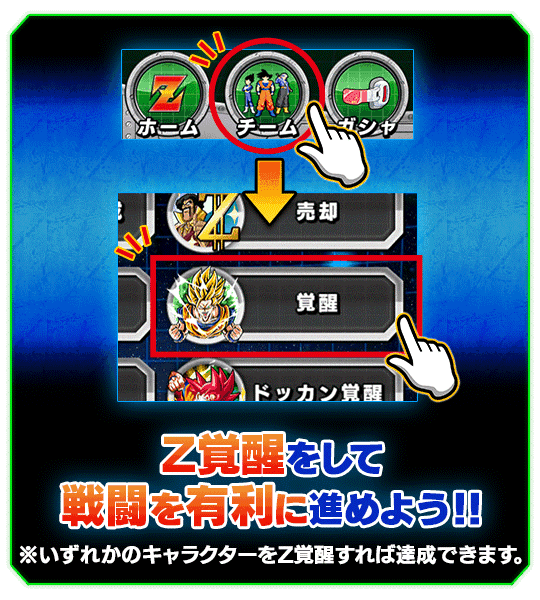 ホーム チーム ガシャ
売却
覚醒
ドッカン覚醒
Z覚醒をして
戦闘を有利に進めよう!!
※いずれかのキャラクターをZ覚醒すれば達成できます。